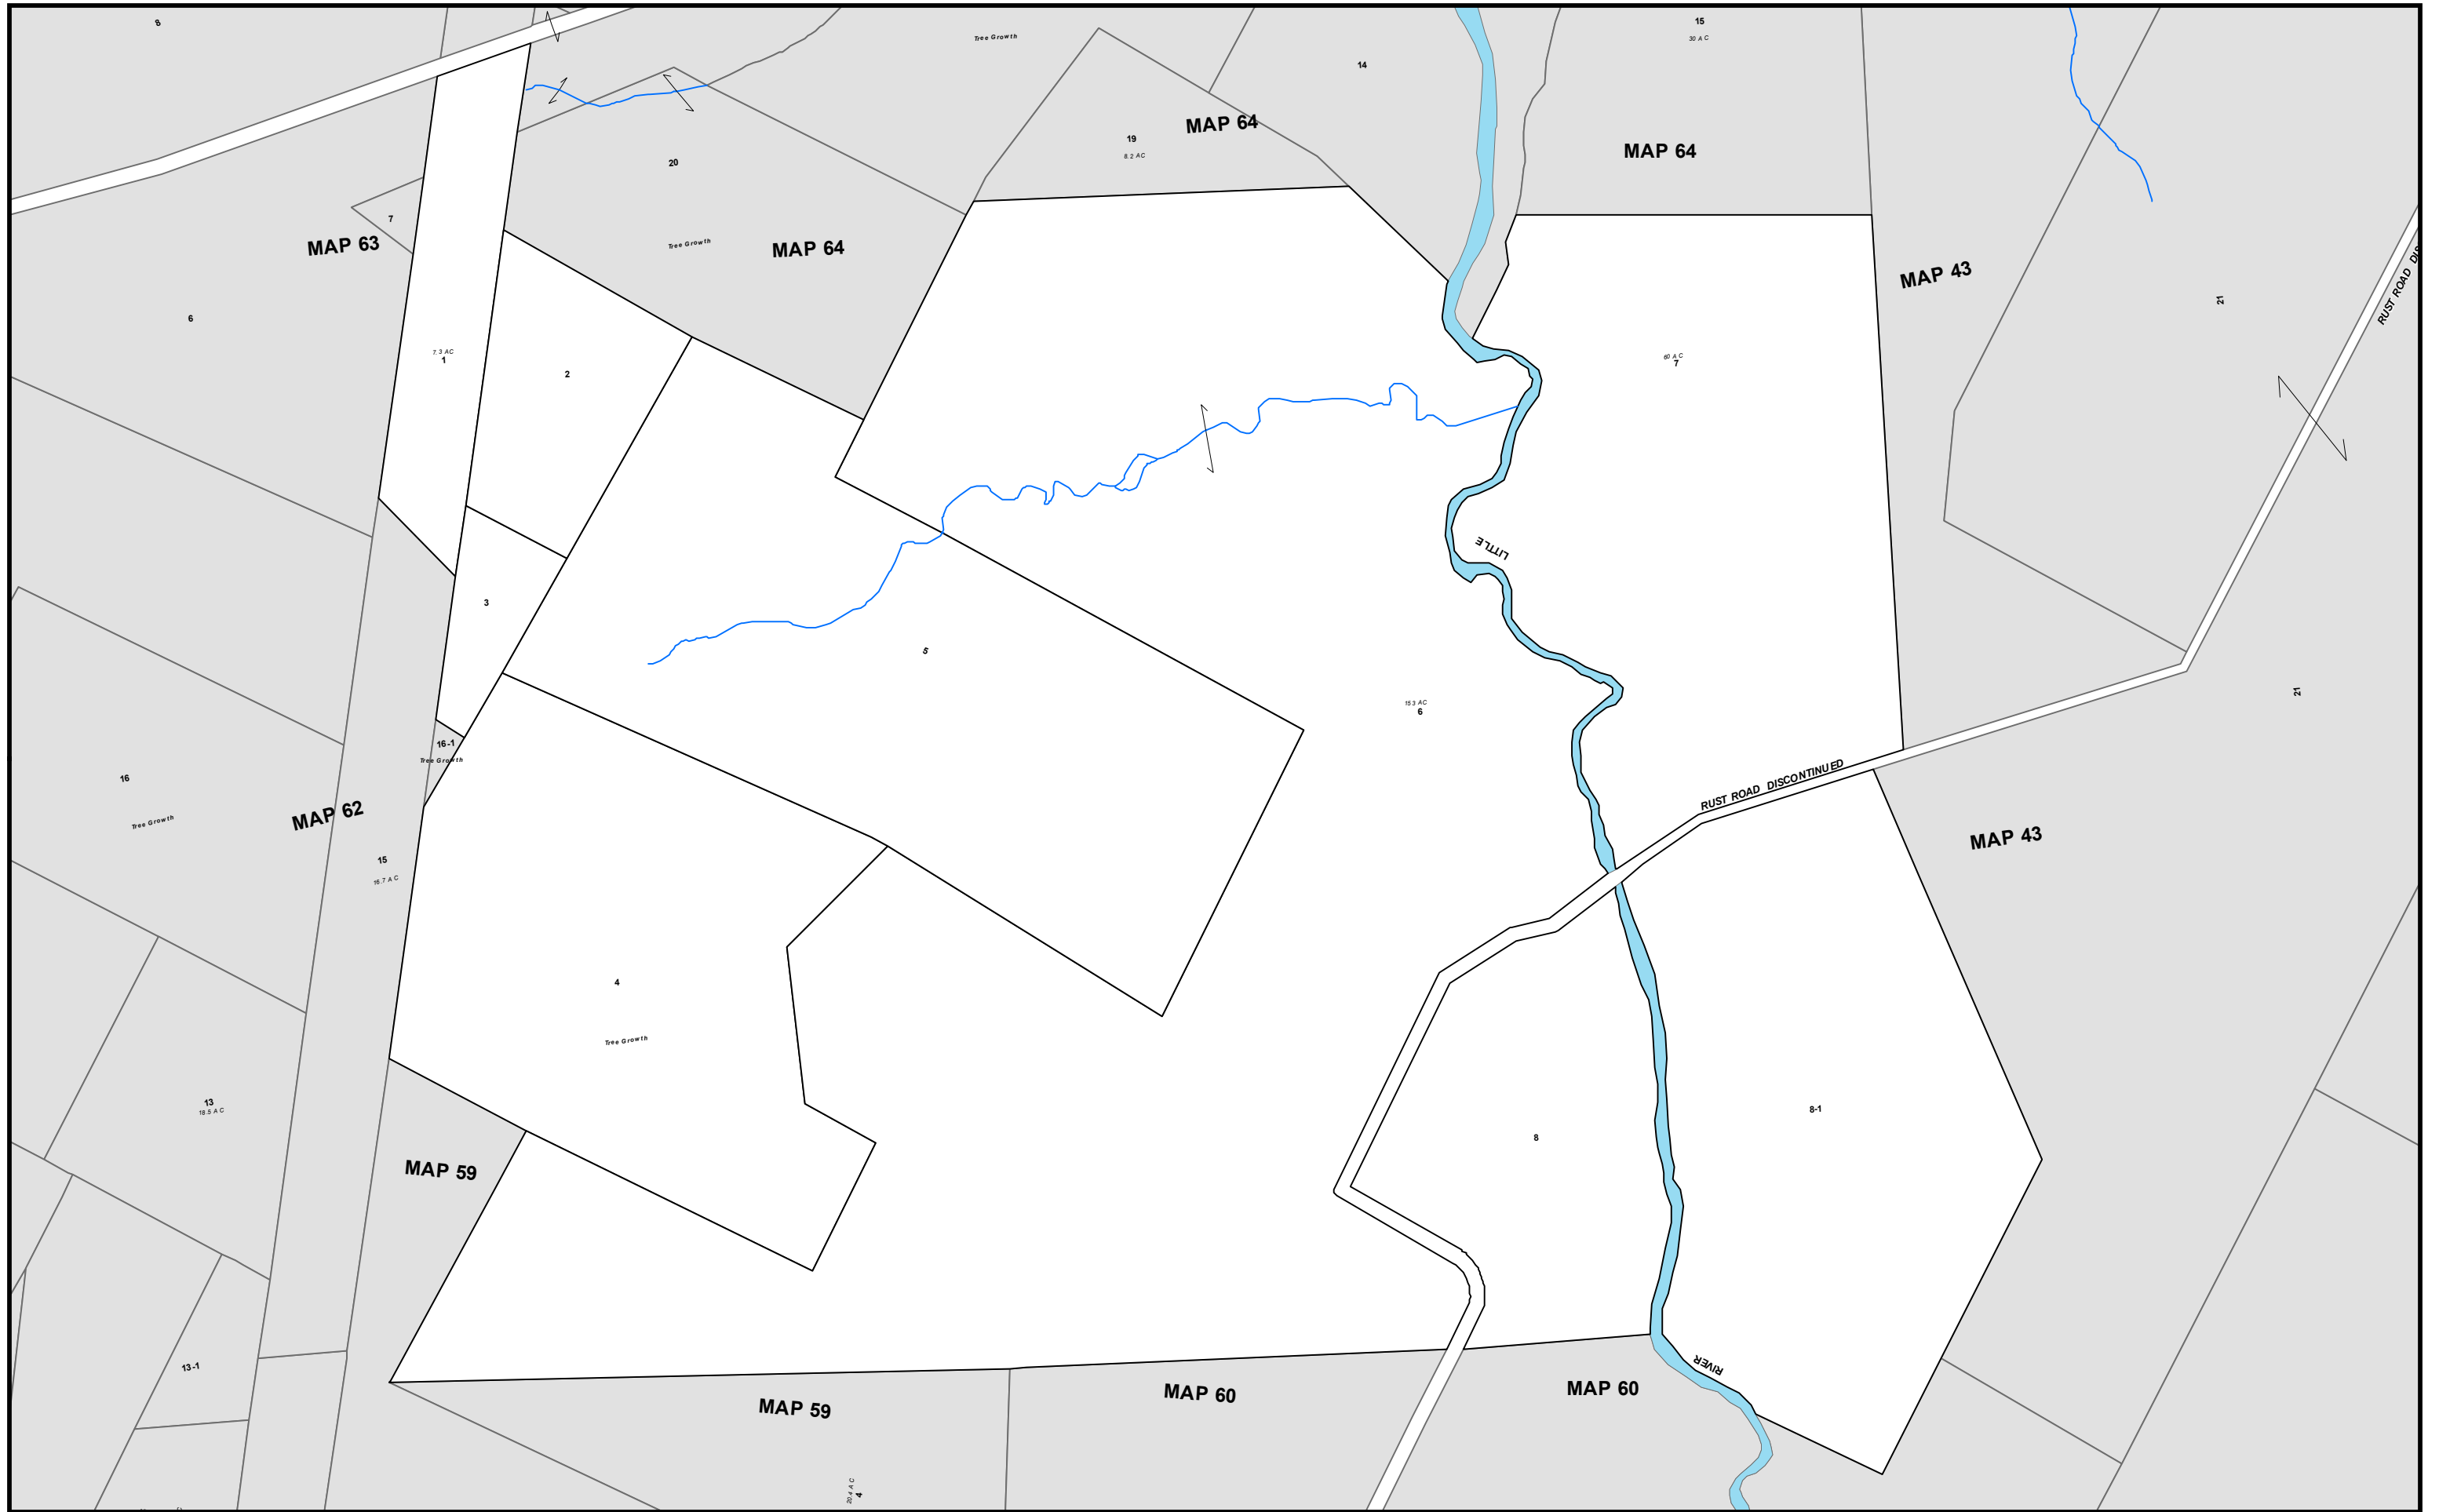 8
Tree Growth
15
30 AC
14
19
8.2 AC
MAP 64
MAP 64
20
7
MAP 63
Tree Growth
MAP 64
MAP 43
21
RUST ROAD DIS
6
7.3 AC
1
2
60 AC
7
LITTLE
3
5
153 AC
6
21
16-1
Tree Growth
16
Tree Growth
MAP 62
RUST ROAD DISCONTINUED
MAP 43
15
16.7 AC
4
Tree Growth
13
18.5 AC
8-1
8
MAP 59
13-1
RIVER
MAP 59
MAP 60
MAP 60
20.4 AC
4